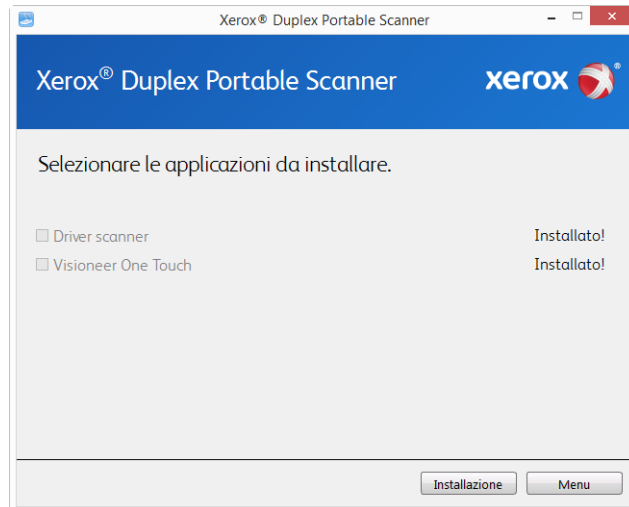 Xerox® Duplex Portable Scanner
Xerox® Duplex Portable Scanner
xerox®
Selezionare le applicazioni da installare.
Driver scanner Installato!
Visioneer One Touch Installato!
Installazione Menu